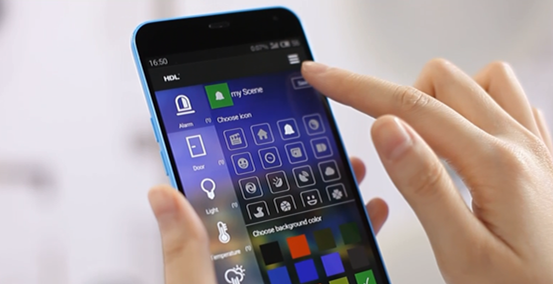 16:50
HDL
my Scene
Alarm
Choose icon
Door
Light
Temperature
Choose background color